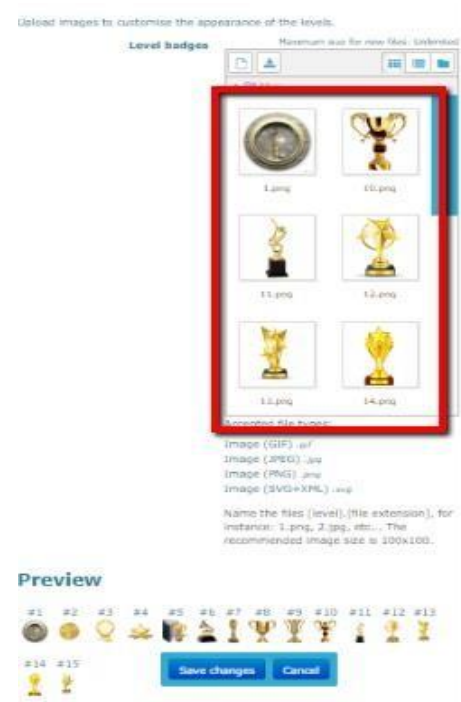 Upload images to customise the appearance of the levels.
Level badges
Maximum size for new files: Unlimited
Files
1.png
10.png
11.png
12.png
13.png
14.png
Accepted file types:
Image (GIF) .gif
Image (JPEG) .jpg
Image (PNG) .png
Image (SVG+XML) .svg
Name the files [level].[file extension], for
instance: 1.png, 2.jpg, etc... The
recommended image size is 100x100.
Preview
#1 #2 #3 #4 #5 #6 #7 #8 #9 #10 #11 #12 #13
#14 #15
Save changes Cancel